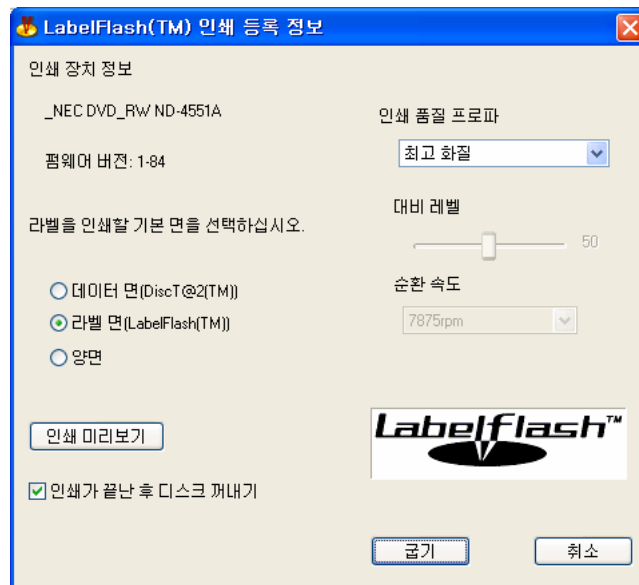 LabelFlash(TM) 인쇄 등록 정보
인쇄 장치 정보
_NEC DVD_RW ND-4551A
펌웨어 버전: 1-84
라벨을 인쇄할 기본 면을 선택하십시오.
데이터 면(DiscT@2(TM))
라벨 면(LabelFlash(TM))
양면
인쇄 미리보기
인쇄가 끝난 후 디스크 꺼내기
인쇄 품질 프로파
최고 화질
대비 레벨
50
순환 속도
7875rpm
Labelflash™
굽기
취소